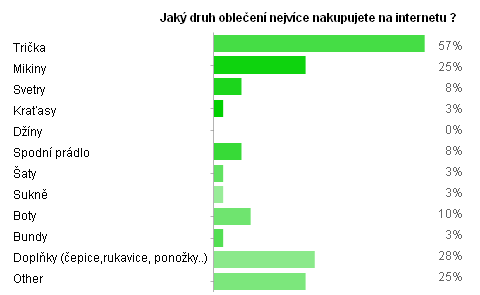 Jaký druh oblečení nejvíce nakupujete na internetu ?
Trička 57%
Mikiny 25%
Svetry 8%
Kraťasy 3%
Džíny 0%
Spodní prádlo 8%
Šaty 3%
Sukně 3%
Boty 10%
Bundy 3%
Doplňky (čepice,rukavice, ponožky..) 28%
Other 25%